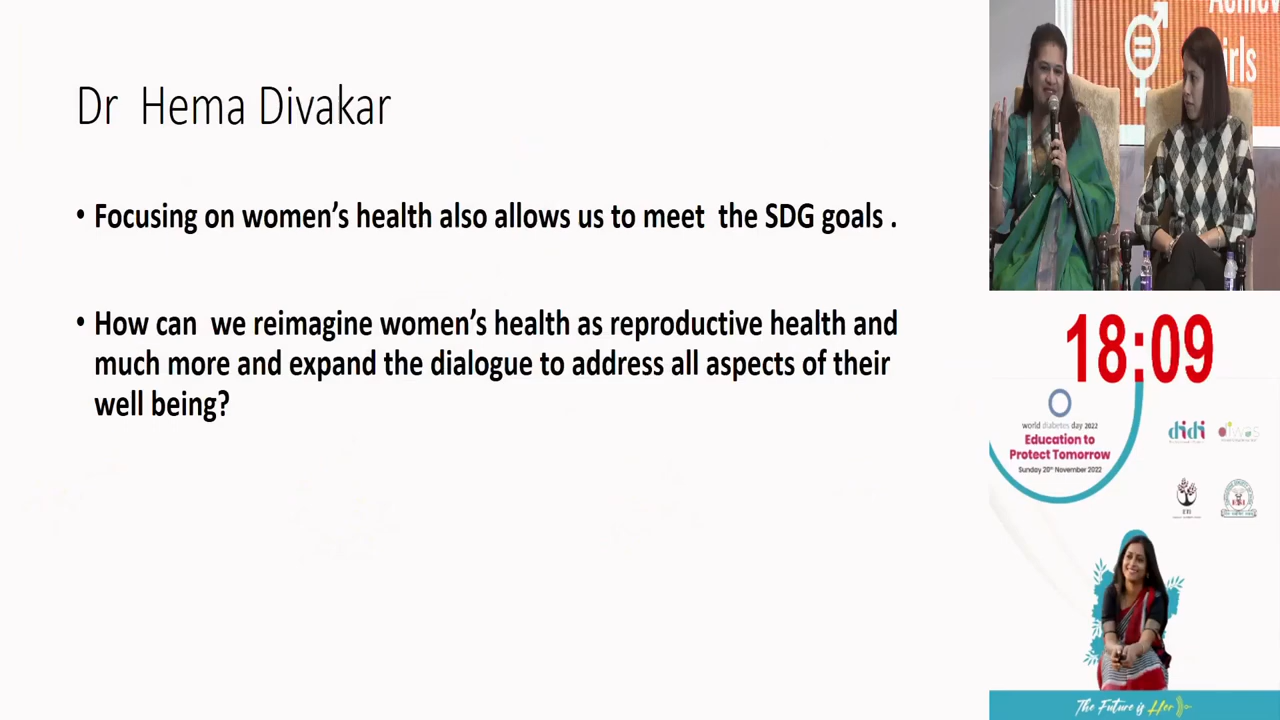 Dr Hema Divakar
• Focusing on women's health also allows us to meet the SDG goals .
• How can we reimagine women's health as reproductive health and
much more and expand the dialogue to address all aspects of their
well being?
Achiev
irls
18:09
world diabetes day 2022
Education to
Protect Tomorrow
Sunday 20th November 2022
didi
The Future is Her